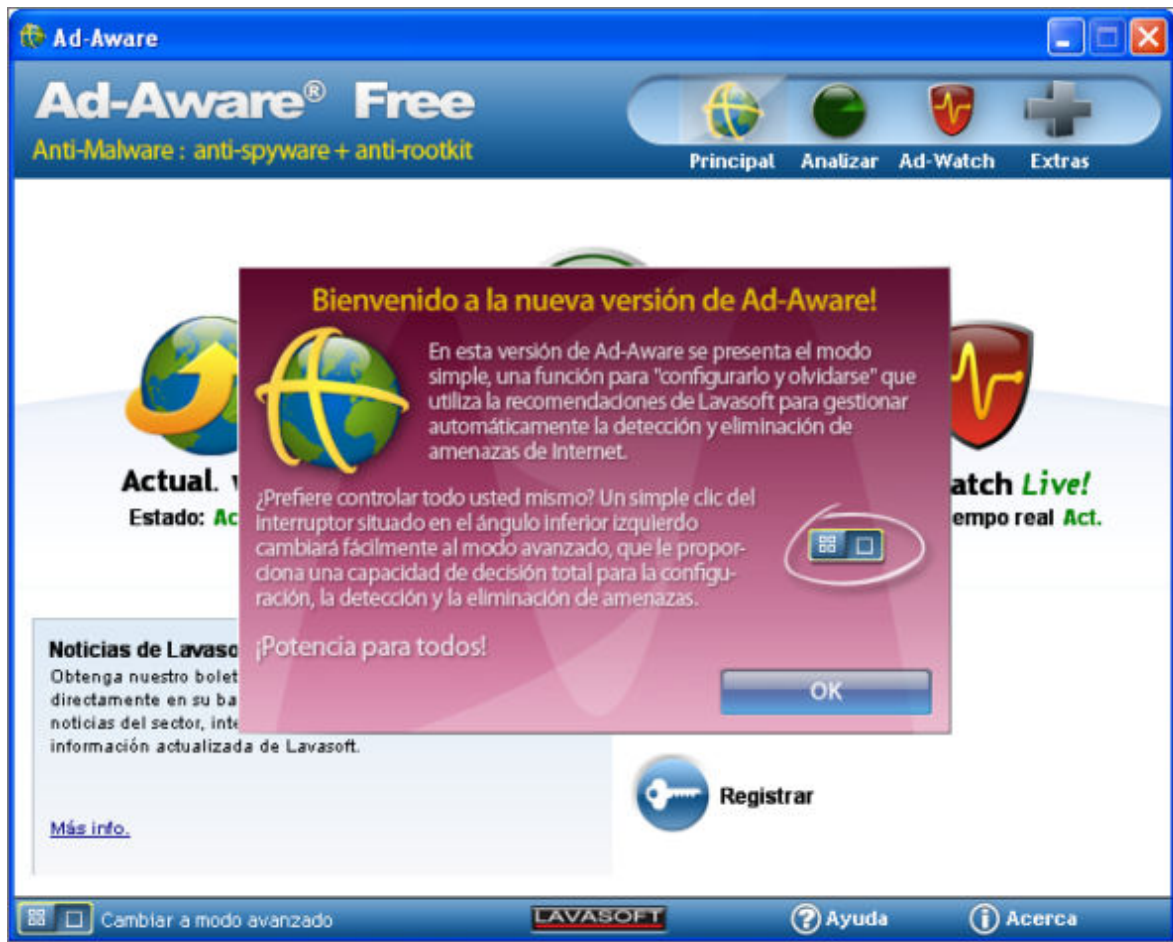 Ad-Aware
Ad-Aware® Free
Anti-Malware : anti-spyware + anti-rootkit
Principal
Analizar
Ad-Watch
Extras
Bienvenido a la nueva versión de Ad-Aware!
En esta versión de Ad-Aware se presenta el modo
simple, una función para "configurarlo y olvidarse" que
utiliza la recomendaciones de Lavasoft para gestionar
automáticamente la detección y eliminación de
amenazas de Internet.
¿Prefiere controlar todo usted mismo? Un simple clic del
interruptor situado en el ángulo inferior izquierdo
cambiará fácilmente al modo avanzado, que le propor-
ciona una capacidad de decisión total para la configu-
ración, la detección y la eliminación de amenazas.
¡Potencia para todos!
OK
Actual.
Estado: Ac
atch Live!
empo real Act.
Noticias de Lavaso
Obtenga nuestro bolet
directamente en su ba
noticias del sector, inte
información actualizada de Lavasoft.
Más info.
Registrar
Cambiar a modo avanzado
LAVASOFT
Ayuda
Acerca